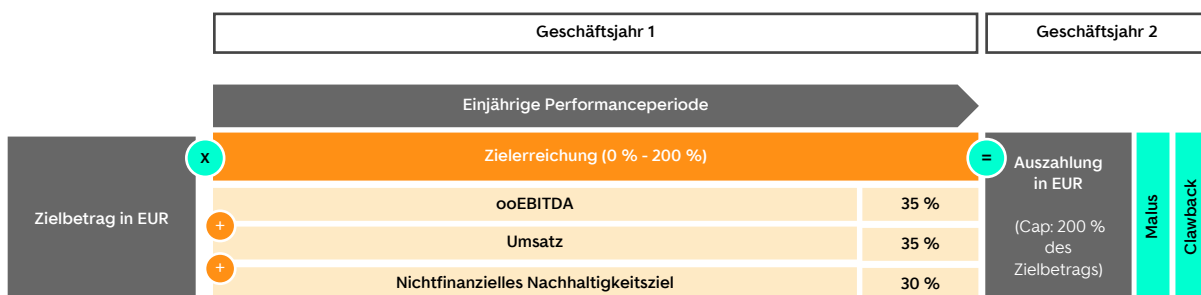 Geschäftsjahr 1
Geschäftsjahr 2
Einjährige Performanceperiode
Zielbetrag in EUR
x
Zielerreichung (0 % - 200 %)
=
Auszahlung
in EUR
(Cap: 200 %
des
Zielbetrags)
Malus
Clawback
ooEBITDA
35 %
+
Umsatz
35 %
+
Nichtfinanzielles Nachhaltigkeitsziel
30 %